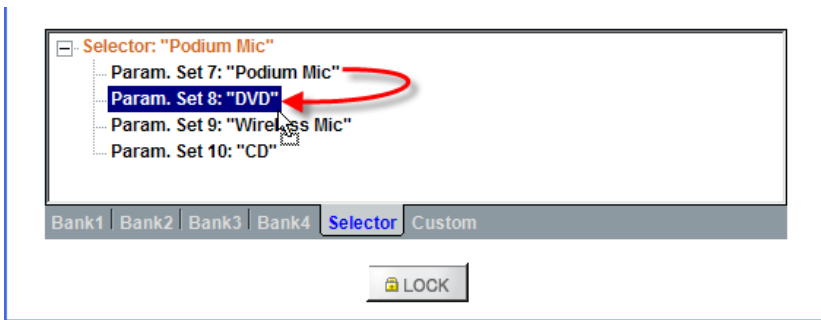 Selector: "Podium Mic"
Param. Set 7: "Podium Mic"
Param. Set 8: "DVD"
Param. Set 9: "Wireless Mic"
Param. Set 10: "CD"
Bank1 Bank2 Bank3 Bank4 Selector Custom
LOCK